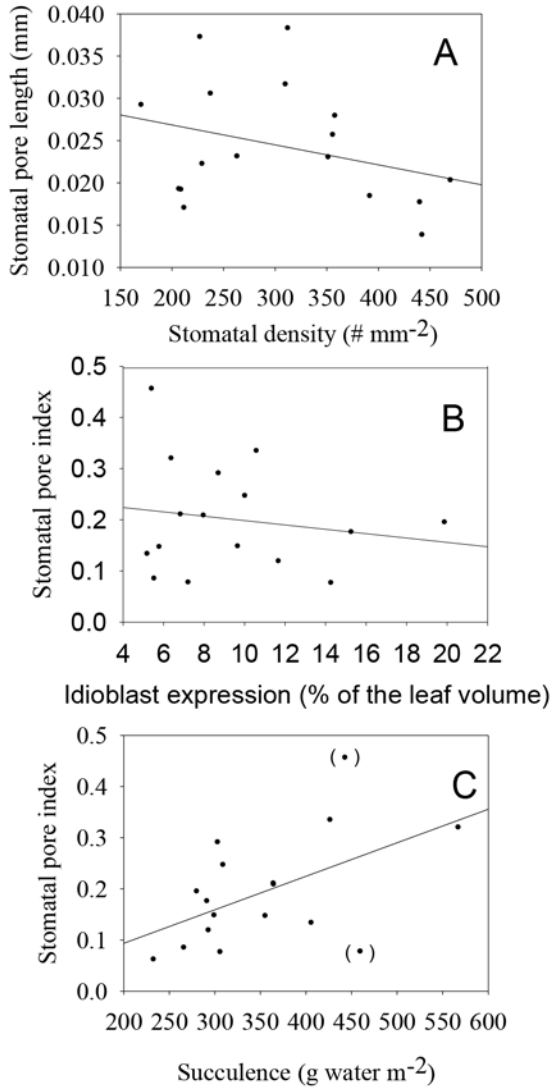 0.040
A
0.035
0.030
0.025
0.020
0.015
0.010
Stomatal pore length (mm)
150 200 250 300 350 400 450 500
Stomatal density (# mm-2)
0.5
B
0.4
0.3
0.2
0.1
0.0
Stomatal pore index
4 6 8 10 12 14 16 18 20 22
Idioblast expression (% of the leaf volume)
0.5
( )
C
0.4
0.3
0.2
0.1
( )
0.0
Stomatal pore index
200 250 300 350 400 450 500 550 600
Succulence (g water m-2)